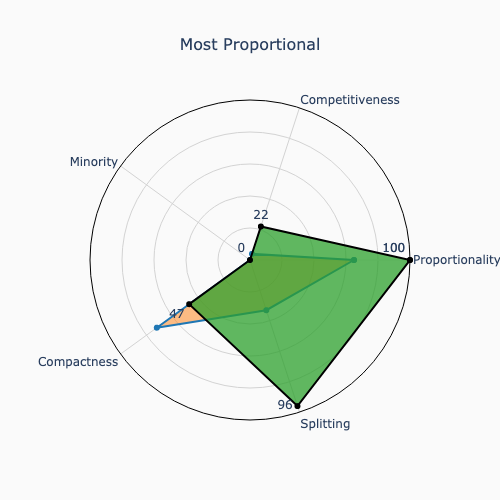 Most Proportional
Competitiveness
Minority
22
0
100
Proportionality
47
Compactness
96
Splitting